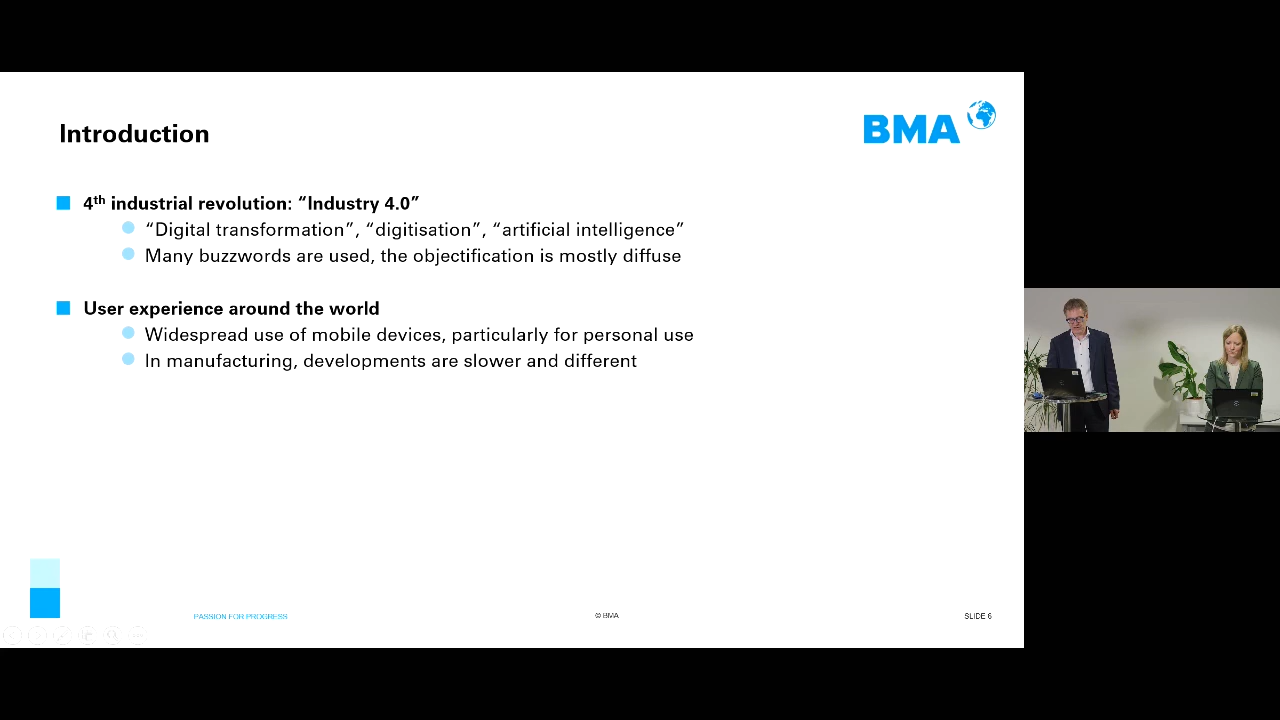 Introduction
BMA
4th industrial revolution: “Industry 4.0”
“Digital transformation”, “digitisation”, “artificial intelligence”
Many buzzwords are used, the objectification is mostly diffuse
User experience around the world
Widespread use of mobile devices, particularly for personal use
In manufacturing, developments are slower and different
PASSION FOR PROGRESS
© BMA
SLIDE 6